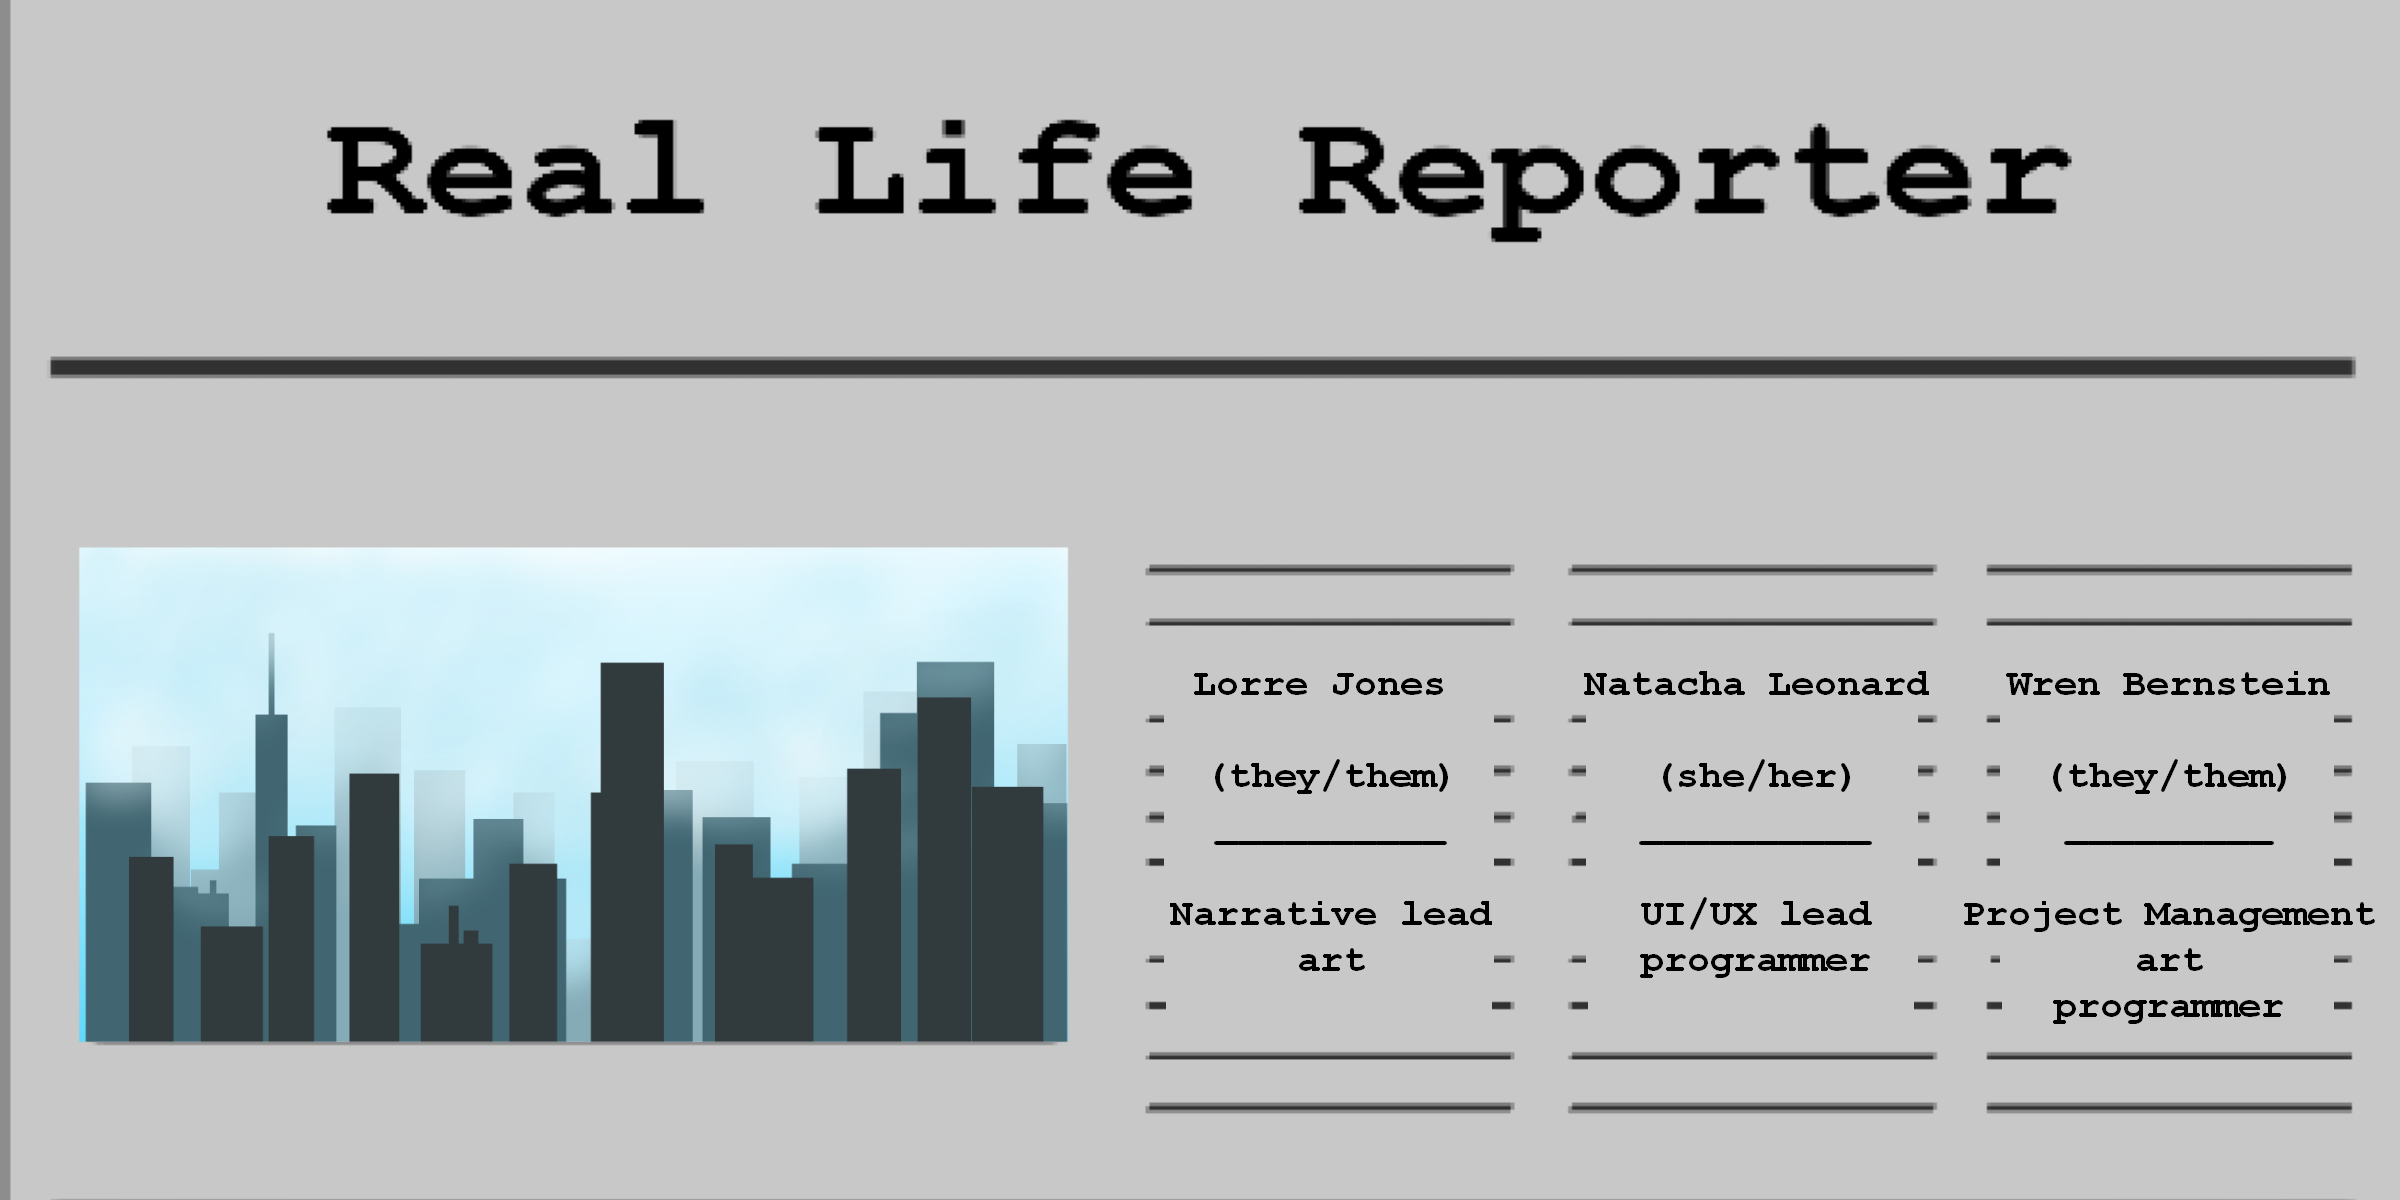 Real Life Reporter
Lorre Jones
(they/them)
Narrative lead
art
Natacha Leonard
(she/her)
UI/UX lead
programmer
Wren Bernstein
(they/them)
Project Management
art
programmer